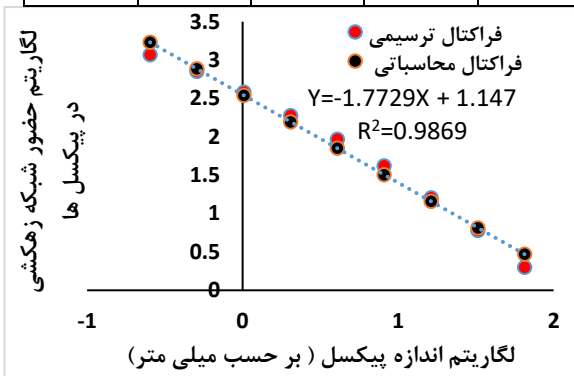 لگاریتم حضور شبکه زهکشی
در پیکسل ها
3.5
3
2.5
2
1.5
1
0.5
0
فراکتال ترسیمی
فراکتال محاسباتی
Y=-1.7729X + 1.147
R²=0.9869
-1 0 1 2
لگاریتم اندازه پیکسل ( بر حسب میلی متر)